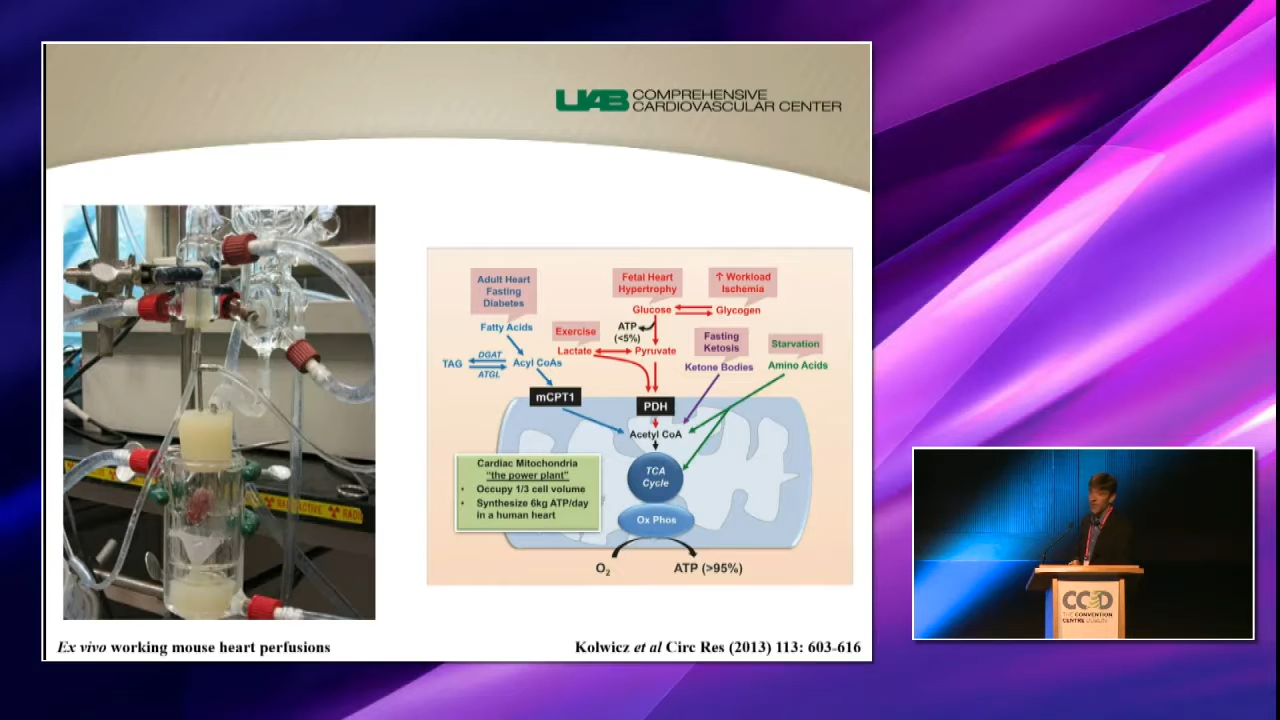 UAB COMPREHENSIVE
CARDIOVASCULAR CENTER
Adult Heart
Fasting
Diabetes
Fetal Heart
Hypertrophy
↑ Workload
Ischemia
Glucose
Glycogen
Fatty Acids
Exercise
ATP
(<5%)
Fasting
Ketosis
Starvation
Lactate
Pyruvate
TAG
DGAT
ATGL
Acyl CoAs
Ketone Bodies
Amino Acids
mCPT1
PDH
Acetyl CoA
Cardiac Mitochondria
"the power plant"
• Occupy 1/3 cell volume
• Synthesize 6kg ATP/day
in a human heart
TCA
Cycle
Ox Phos
O2
ATP (>95%)
RADIOACTIVE
Ex vivo working mouse heart perfusions
Kolwicz et al Circ Res (2013) 113: 603-616
CCD
THE CONVENTION
CENTRE DUBLIN